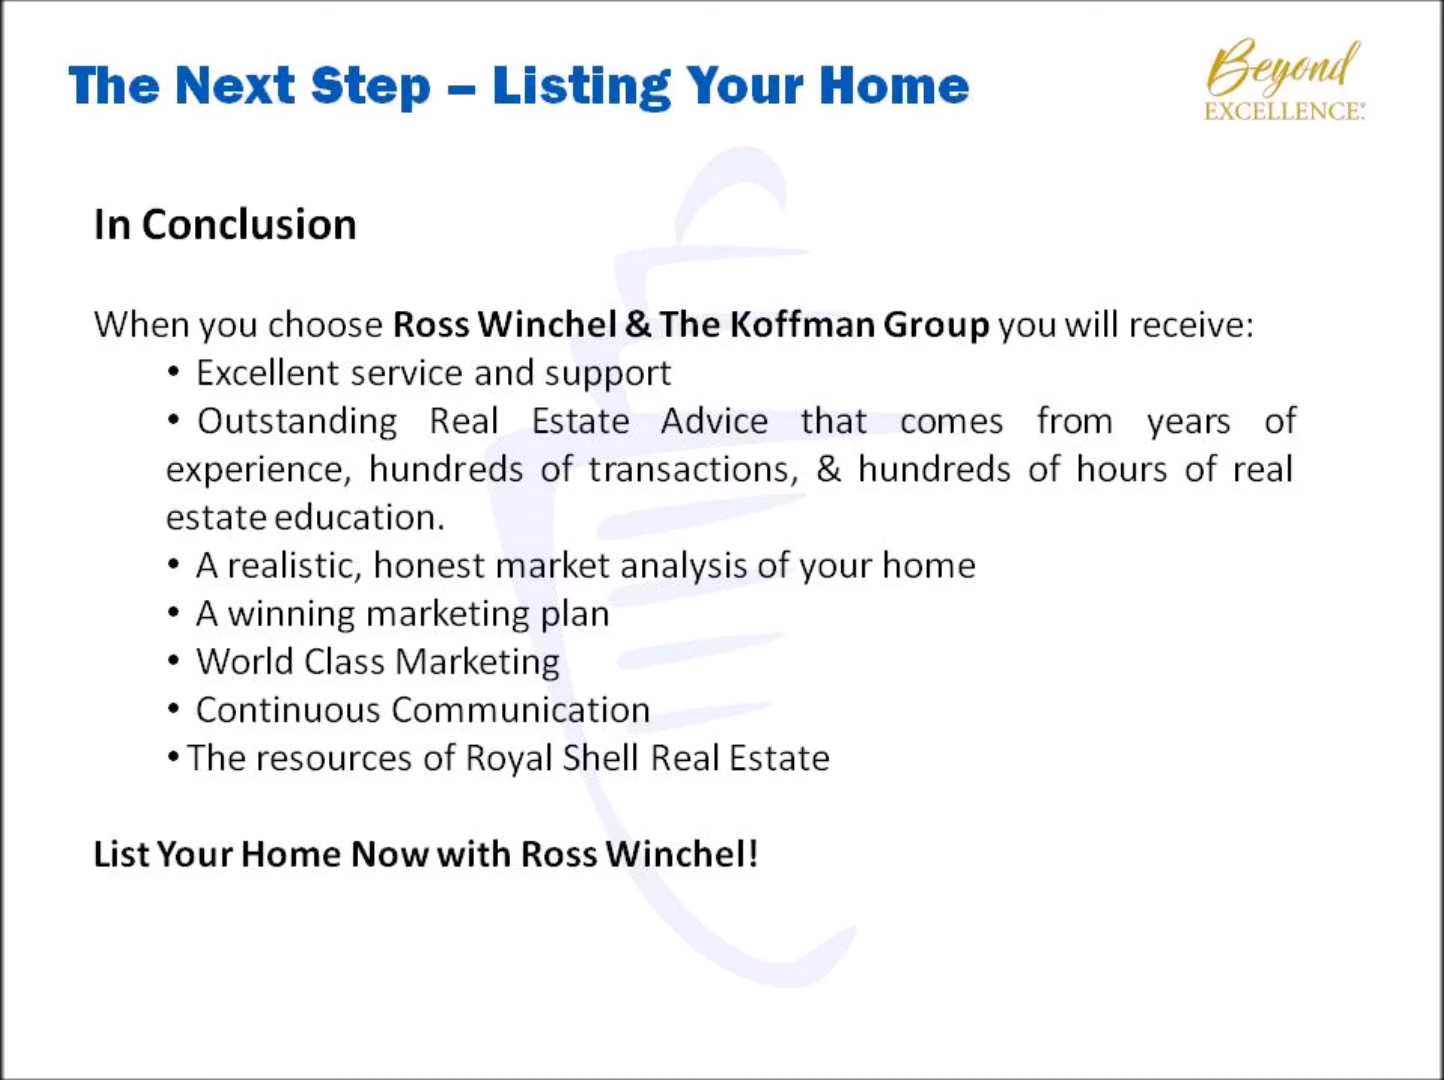 The Next Step – Listing Your Home
Beyond
EXCELLENCE®
In Conclusion
When you choose Ross Winchel & The Koffman Group you will receive:
• Excellent service and support
• Outstanding Real Estate Advice that comes from years of
experience, hundreds of transactions, & hundreds of hours of real
estate education.
• A realistic, honest market analysis of your home
• A winning marketing plan
• World Class Marketing
• Continuous Communication
• The resources of Royal Shell Real Estate
List Your Home Now with Ross Winchel!